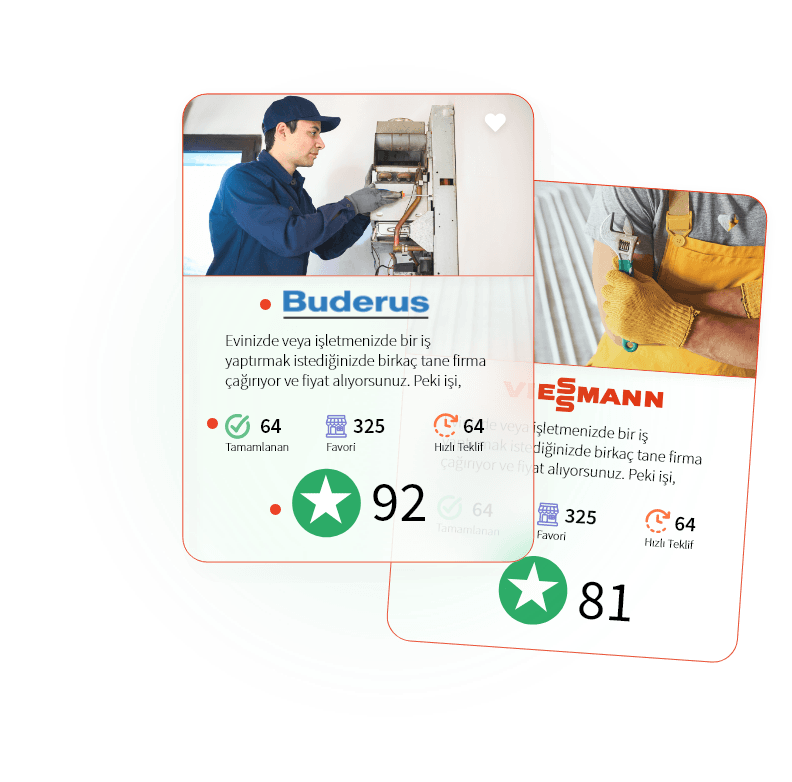 Buderus
Evinizde veya işletmenizde bir iş
yaptırmak istediğinizde birkaç tane firma
çağırıyor ve fiyat alıyorsunuz. Peki işi,
64
Tamamlanan
325
Favori
64
Hızlı Teklif
92
VIESSMANN
veya işletmenizde bir iş
istediğinizde birkaç tane firma
çağırıyor ve fiyat alıyorsunuz. Peki işi,
64
Tamamlanan
325
Favori
64
Hızlı Teklif
81